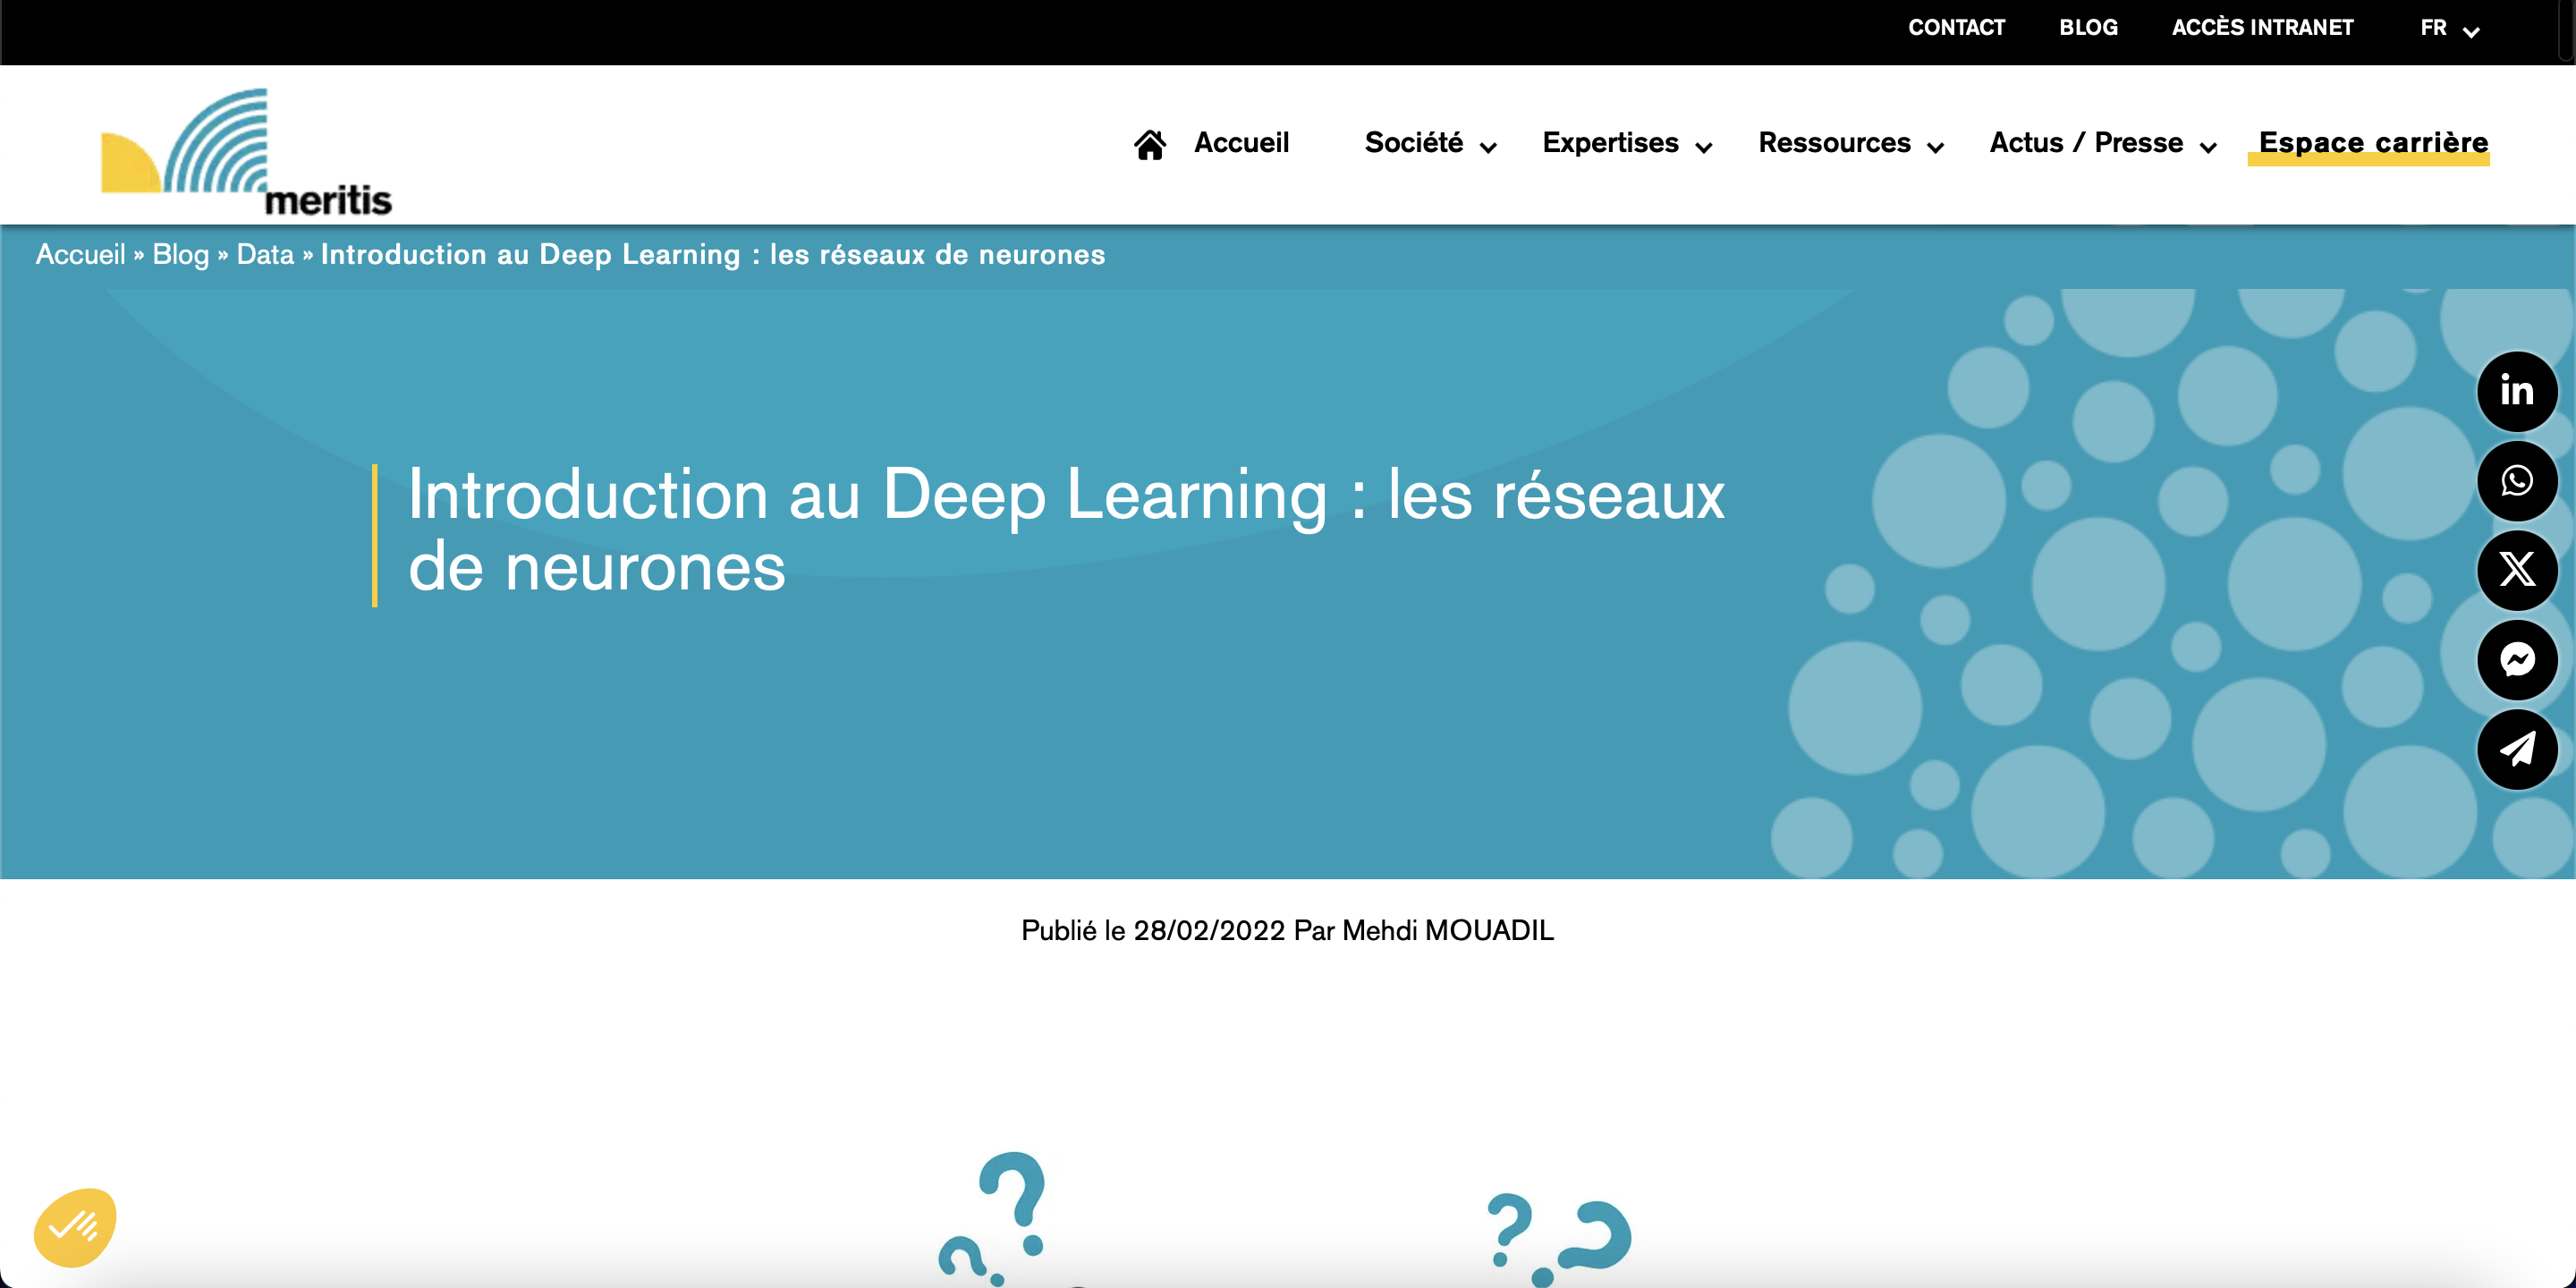 CONTACT BLOG ACCÈS INTRANET FR
meritis
Accueil Société Expertises Ressources Actus / Presse Espace carrière
Accueil » Blog » Data » Introduction au Deep Learning : les réseaux de neurones
Introduction au Deep Learning : les réseaux
de neurones
in
Publié le 28/02/2022 Par Mehdi MOUADIL
? ?
? ?